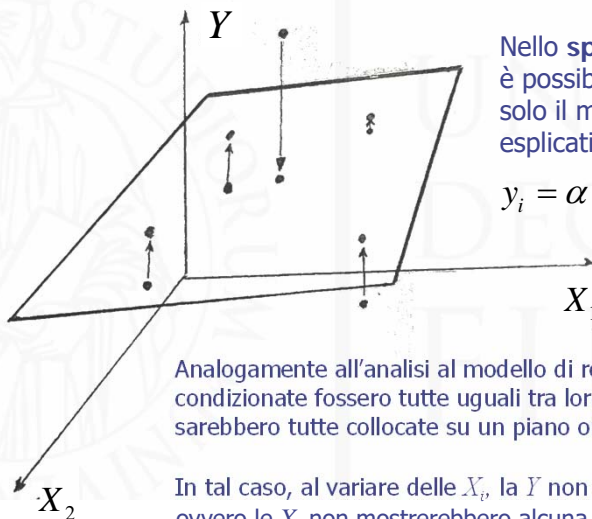 Y
Nello
è possib
solo il m
esplicati
y_i = α
X
Analogamente all'analisi al modello di re
condizionate fossero tutte uguali tra lor
sarebbero tutte collocate su un piano o
In tal caso, al variare delle X_i, la Y non
X_2
ovvero le X non mostrerebbero alcuna